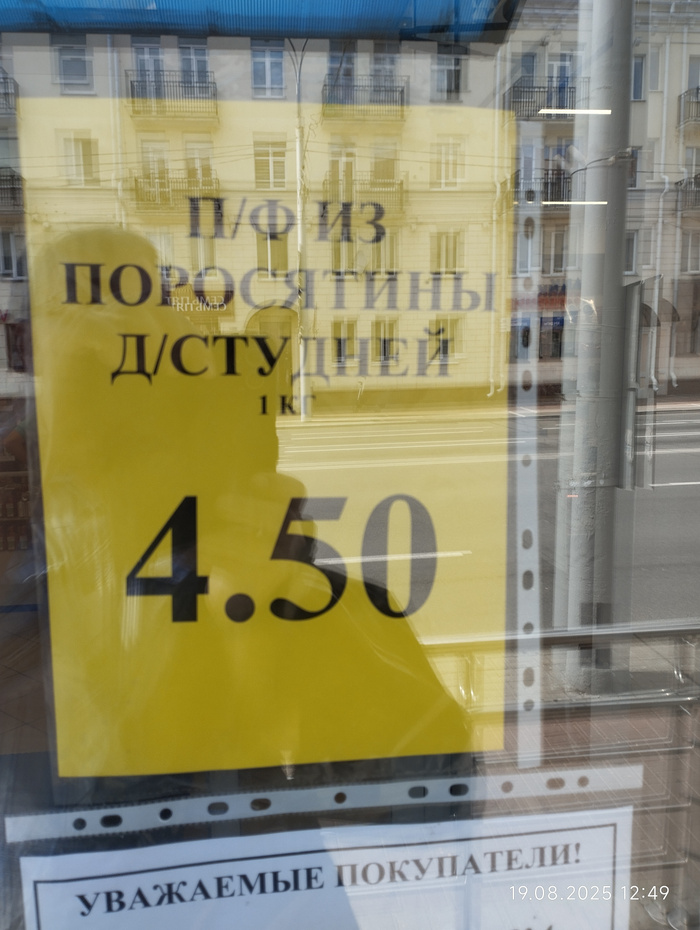 П/Ф ИЗ
ПОРОСЯТИНЫ
Д/СТУДНЕЙ
1 КГ
4.50
УВАЖАЕМЫЕ ПОКУПАТЕЛИ!
19.08.2025 12:49